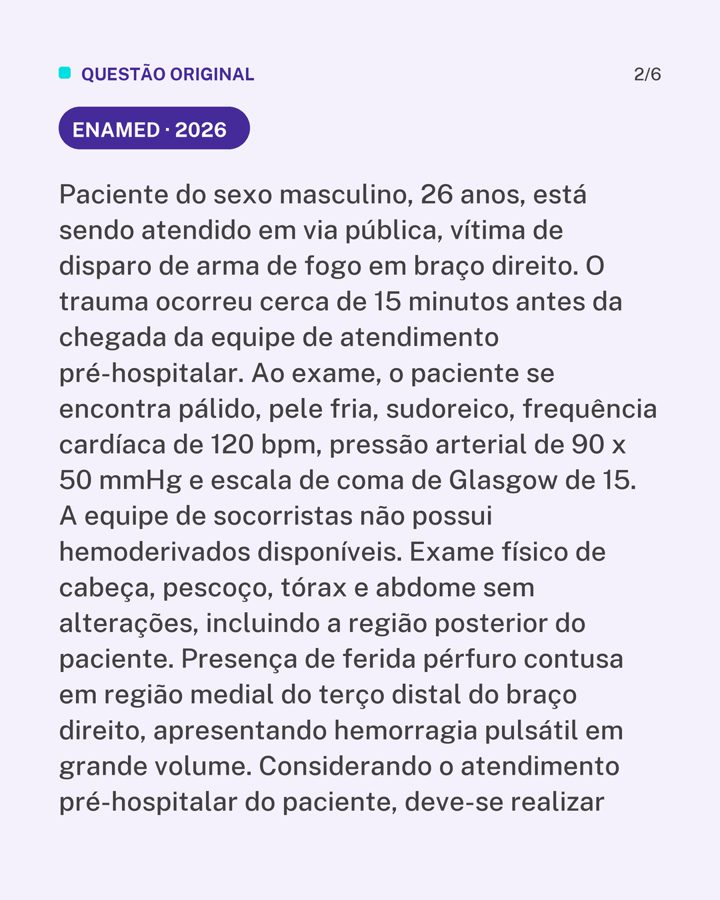 QUESTÃO ORIGINAL
2/6
ENAMED · 2026
Paciente do sexo masculino, 26 anos, está
sendo atendido em via pública, vítima de
disparo de arma de fogo em braço direito. O
trauma ocorreu cerca de 15 minutos antes da
chegada da equipe de atendimento
pré-hospitalar. Ao exame, o paciente se
encontra pálido, pele fria, sudoreico, frequência
cardíaca de 120 bpm, pressão arterial de 90 x
50 mmHg e escala de coma de Glasgow de 15.
A equipe de socorristas não possui
hemoderivados disponíveis. Exame físico de
cabeça, pescoço, tórax e abdome sem
alterações, incluindo a região posterior do
paciente. Presença de ferida pérfuro contusa
em região medial do terço distal do braço
direito, apresentando hemorragia pulsátil em
grande volume. Considerando o atendimento
pré-hospitalar do paciente, deve-se realizar